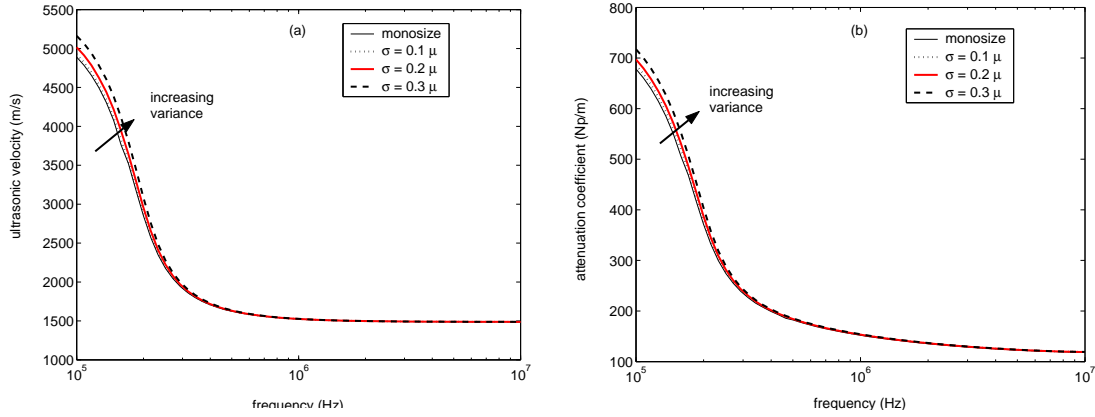 (a)
monosize
σ = 0.1 μ
σ = 0.2 μ
σ = 0.3 μ
increasing
variance
5500
5000
4500
4000
3500
3000
2500
2000
1500
1000
ultrasonic velocity (m/s)
10^5
10^6
10^7
frequency (Hz)
(b)
monosize
σ = 0.1 μ
σ = 0.2 μ
σ = 0.3 μ
increasing
variance
800
700
600
500
400
300
200
100
attenuation coefficient (Np/m)
10^5
10^6
10^7
frequency (Hz)